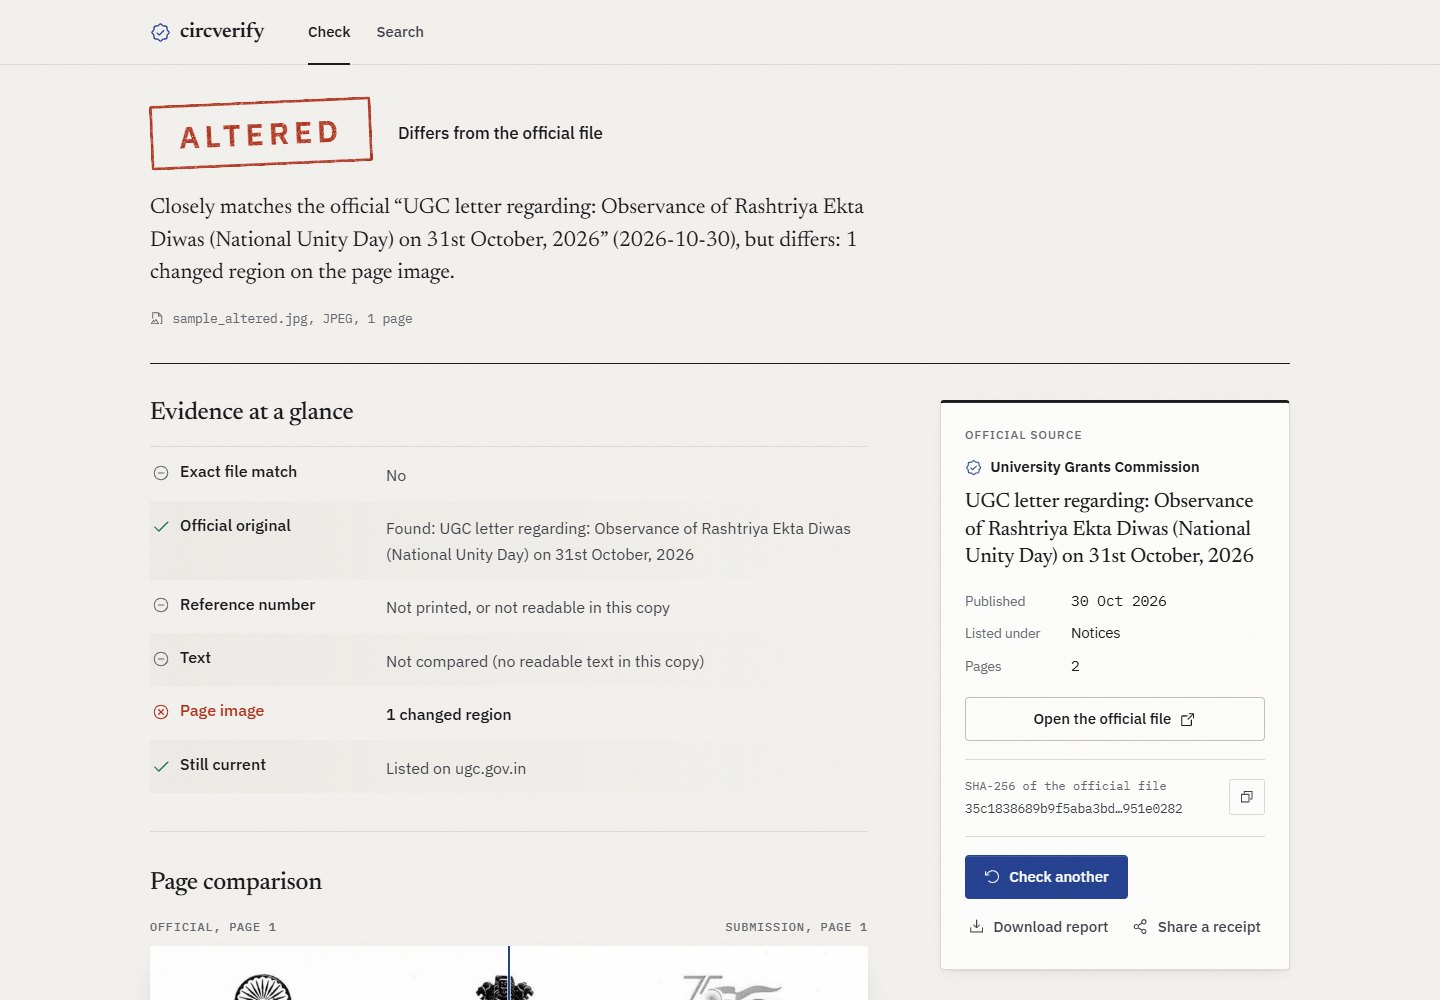 circverify
Check
Search
ALTERED
Differs from the official file
Closely matches the official “UGC letter regarding: Observance of Rashtriya Ekta
Diwas (National Unity Day) on 31st October, 2026” (2026-10-30), but differs: 1
changed region on the page image.
sample_altered.jpg, JPEG, 1 page
Evidence at a glance
Exact file match
No
Official original
Found: UGC letter regarding: Observance of Rashtriya Ekta Diwas
(National Unity Day) on 31st October, 2026
Reference number
Not printed, or not readable in this copy
Text
Not compared (no readable text in this copy)
Page image
1 changed region
Still current
Listed on ugc.gov.in
Page comparison
OFFICIAL, PAGE 1
SUBMISSION, PAGE 1
OFFICIAL SOURCE
University Grants Commission
UGC letter regarding: Observance
of Rashtriya Ekta Diwas (National
Unity Day) on 31st October, 2026
Published
30 Oct 2026
Listed under
Notices
Pages
2
Open the official file
SHA-256 of the official file
35c1838689b9f5aba3bd…951e0282
Check another
Download report
Share a receipt